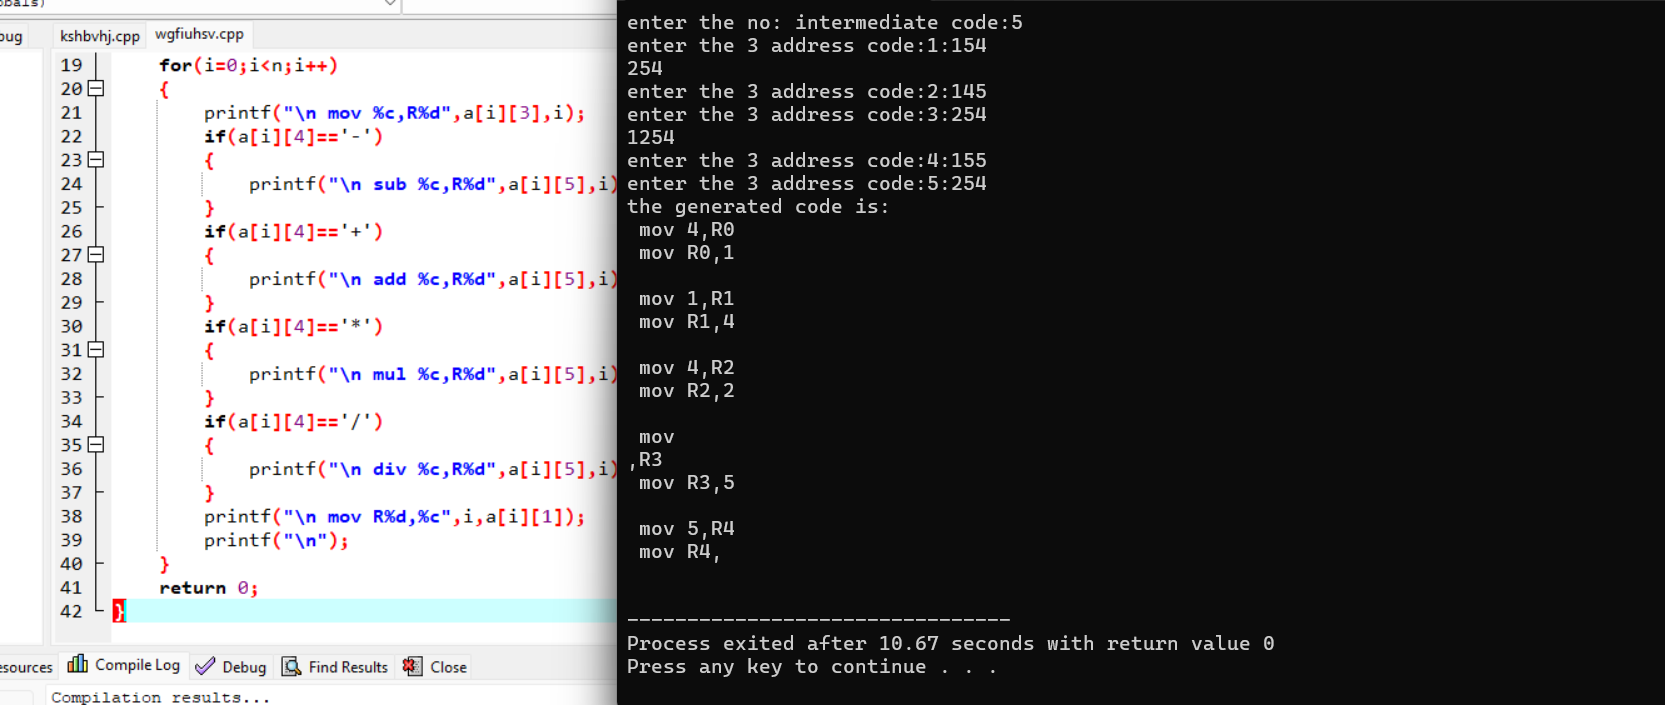 obals)
bug kshbvhj.cpp wgfiuhsv.cpp
19 for(i=0;i<n;i++)
20 {
21 printf("\n mov %c,R%d",a[i][3],i);
22 if(a[i][4]=='-')
23 {
24 printf("\n sub %c,R%d",a[i][5],i)
25 }
26 if(a[i][4]=='+')
27 {
28 printf("\n add %c,R%d",a[i][5],i)
29 }
30 if(a[i][4]=='*')
31 {
32 printf("\n mul %c,R%d",a[i][5],i)
33 }
34 if(a[i][4]=='/')
35 {
36 printf("\n div %c,R%d",a[i][5],i)
37 }
38 printf("\n mov R%d,%c",i,a[i][1]);
39 printf("\n");
40 }
41 return 0;
42 }
esources Compile Log Debug Find Results Close
Compilation results...
enter the no: intermediate code:5
enter the 3 address code:1:154
254
enter the 3 address code:2:145
enter the 3 address code:3:254
1254
enter the 3 address code:4:155
enter the 3 address code:5:254
the generated code is:
mov 4,R0
mov R0,1
mov 1,R1
mov R1,4
mov 4,R2
mov R2,2
mov
,R3
mov R3,5
mov 5,R4
mov R4,
--------------------------------
Process exited after 10.67 seconds with return value 0
Press any key to continue . . .